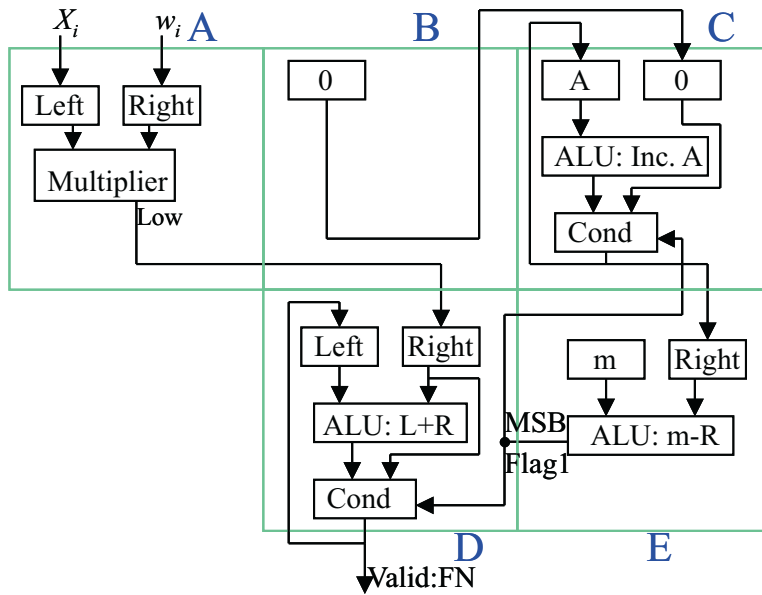 X_i
w_i
A
B
C
Left
Right
0
A
0
Multiplier
ALU: Inc. A
Low
Cond
Left
Right
m
Right
ALU: L+R
MSB
ALU: m-R
Flag1
Cond
D
E
Valid:FN